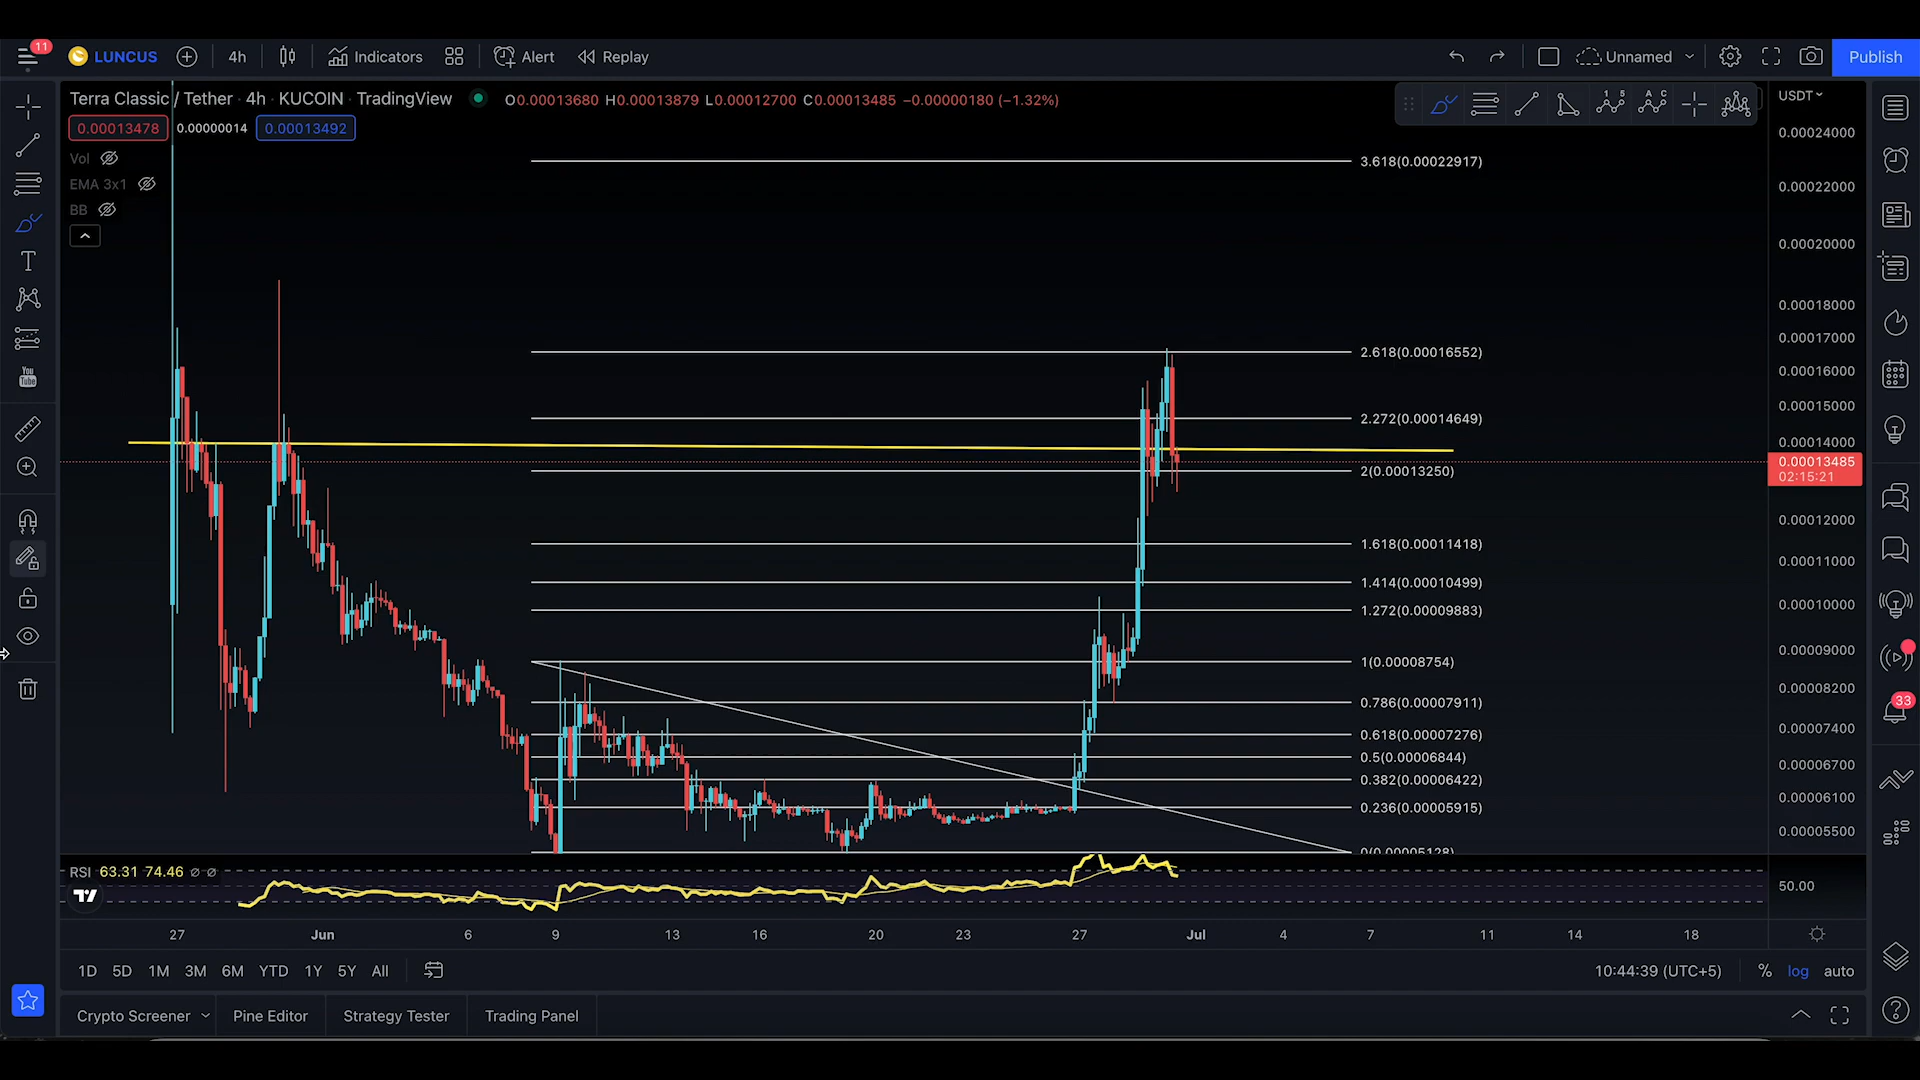 11
LUNCUS
4h
Indicators
Alert
Replay
Unnamed
Publish
Terra Classic / Tether · 4h · KUCOIN · TradingView
O0.00013680 H0.00013879 L0.00012700 C0.00013485 −0.00000180 (−1.32%)
0.00013478
0.00000014
0.00013492
Vol
EMA 3x1
BB
T
You
Tube
1 5
A C
USDT
0.00024000
0.00022000
0.00020000
0.00018000
0.00017000
0.00016000
0.00015000
0.00014000
0.00013485
02:15:21
0.00012000
0.00011000
0.00010000
0.00009000
0.00008200
0.00007400
0.00006700
0.00006100
0.00005500
3.618(0.00022917)
2.618(0.00016552)
2.272(0.00014649)
2(0.00013250)
1.618(0.00011418)
1.414(0.00010499)
1.272(0.00009883)
1(0.00008754)
0.786(0.00007911)
0.618(0.00007276)
0.5(0.00006844)
0.382(0.00006422)
0.236(0.00005915)
0(0.00005128)
33
RSI 63.31 74.46 ∅ ∅
50.00
27 Jun 6 9 13 16 20 23 27 Jul 4 7 11 14 18
1D 5D 1M 3M 6M YTD 1Y 5Y All
10:44:39 (UTC+5)
% log auto
Crypto Screener
Pine Editor
Strategy Tester
Trading Panel